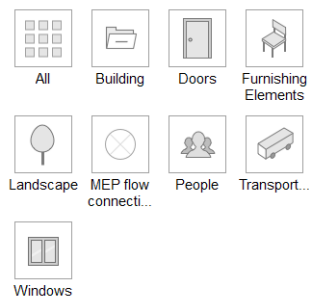 All
Building
Doors
Furnishing
Elements
Landscape
MEP flow
connecti...
People
Transport...
Windows